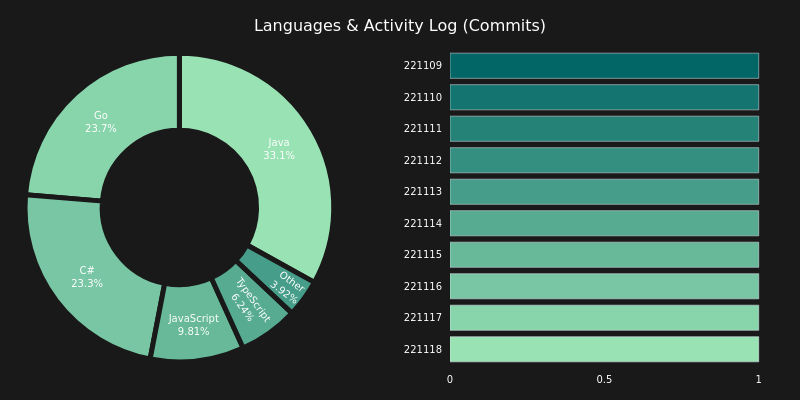 Languages & Activity Log (Commits)
Java
33.1%
Go
23.7%
C#
23.3%
JavaScript
9.81%
TypeScript
6.24%
Other
3.92%
221109
221110
221111
221112
221113
221114
221115
221116
221117
221118
0
0.5
1